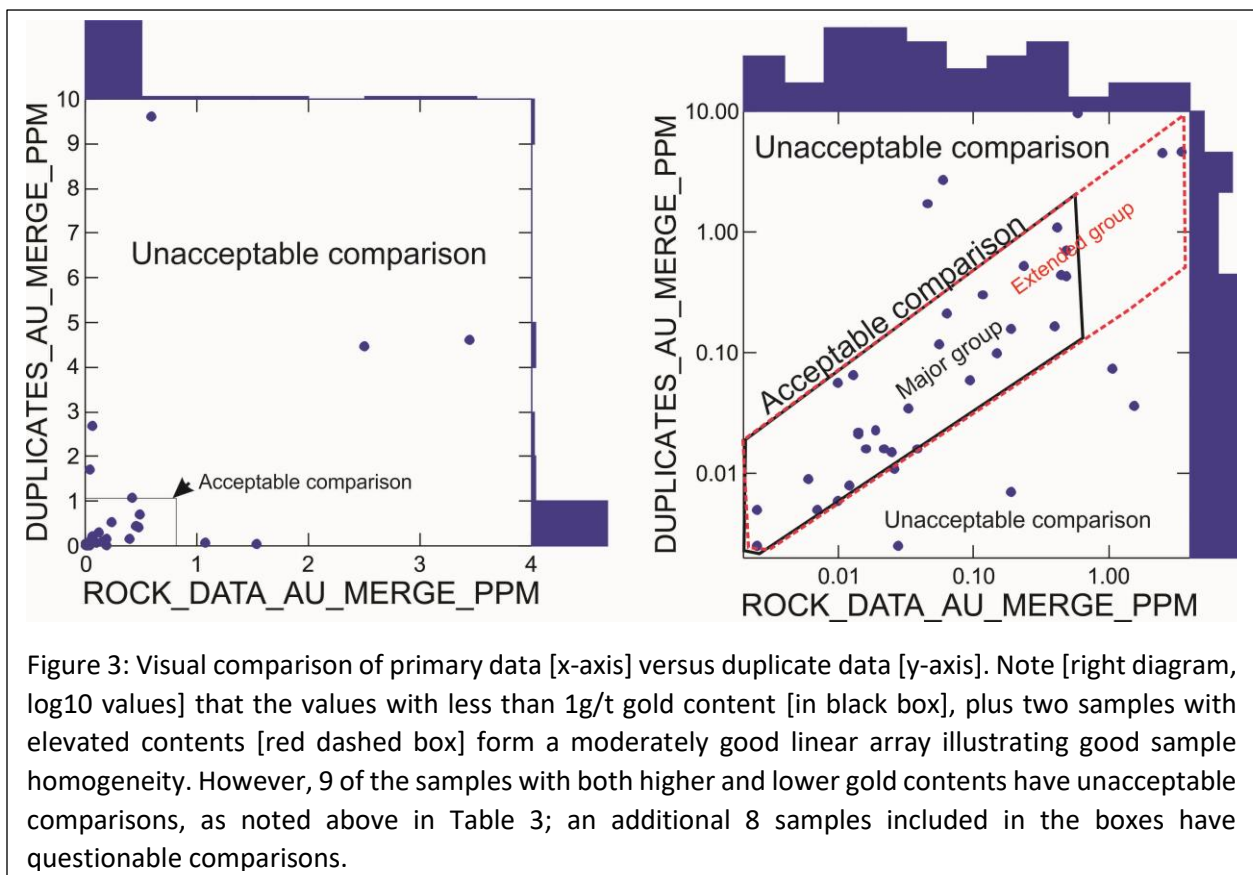 10
9
8
7
6
5
4
3
2
1
0
DUPLICATES_AU_MERGE_PPM
Unacceptable comparison
Acceptable comparison
0 1 2 3 4
ROCK_DATA_AU_MERGE_PPM
10.00
1.00
0.10
0.01
DUPLICATES_AU_MERGE_PPM
Unacceptable comparison
Acceptable comparison
Extended group
Major group
Unacceptable comparison
0.01 0.10 1.00
ROCK_DATA_AU_MERGE_PPM
Figure 3: Visual comparison of primary data [x-axis] versus duplicate data [y-axis]. Note [right diagram,
log10 values] that the values with less than 1g/t gold content [in black box], plus two samples with
elevated contents [red dashed box] form a moderately good linear array illustrating good sample
homogeneity. However, 9 of the samples with both higher and lower gold contents have unacceptable
comparisons, as noted above in Table 3; an additional 8 samples included in the boxes have
questionable comparisons.